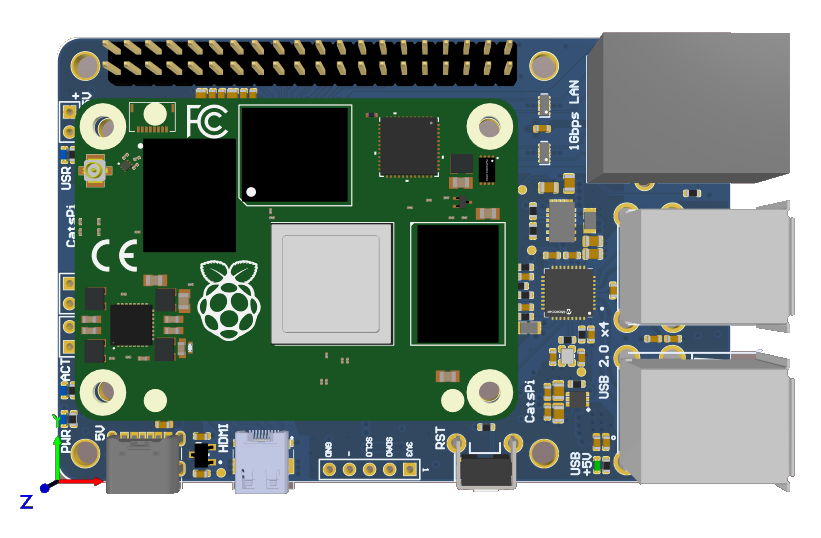 +
5V
1Gbps LAN
FC
USR
CatsPi
CE
USB 2.0 x4
ACT
CatsPi
PWR
5V
HDMI
GND
-
SCL0
SDA0
3V3
1
RST
USB
+5V
Z